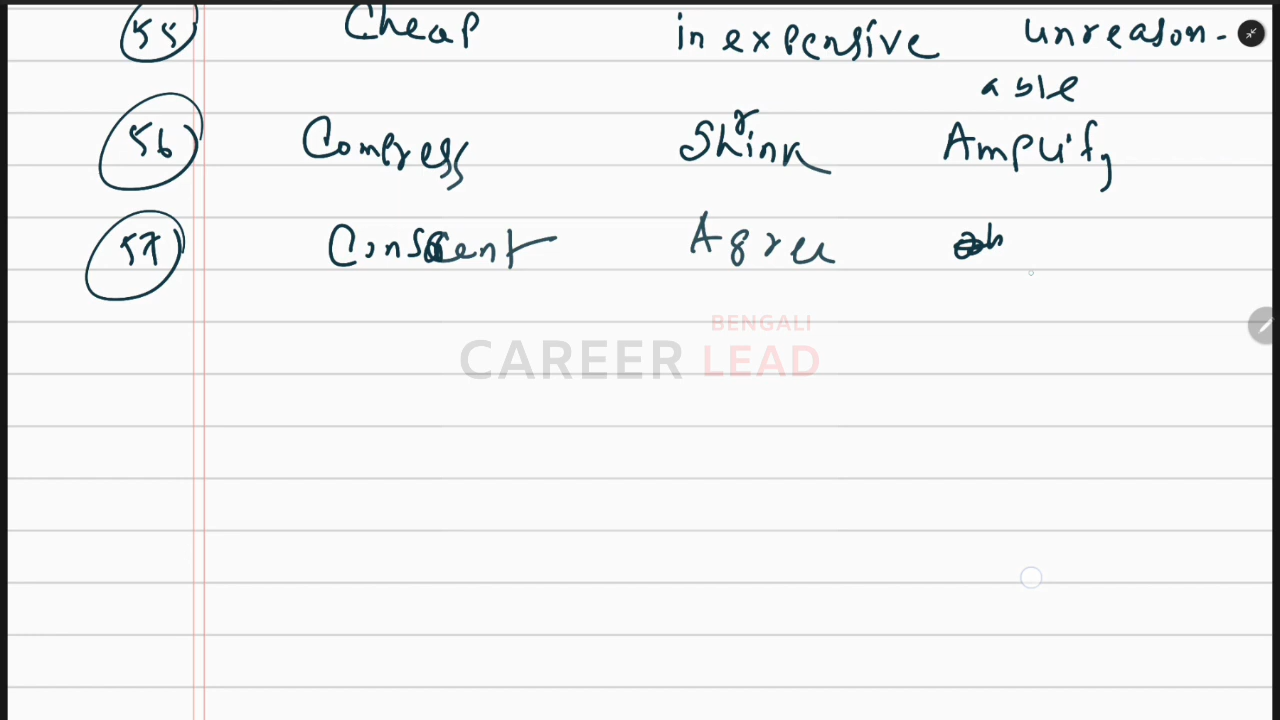 55 Cheap inexpensive unreason-
able
56 Compress Shrink Amplify
57 Consent Agree
BENGALI
CAREER LEAD